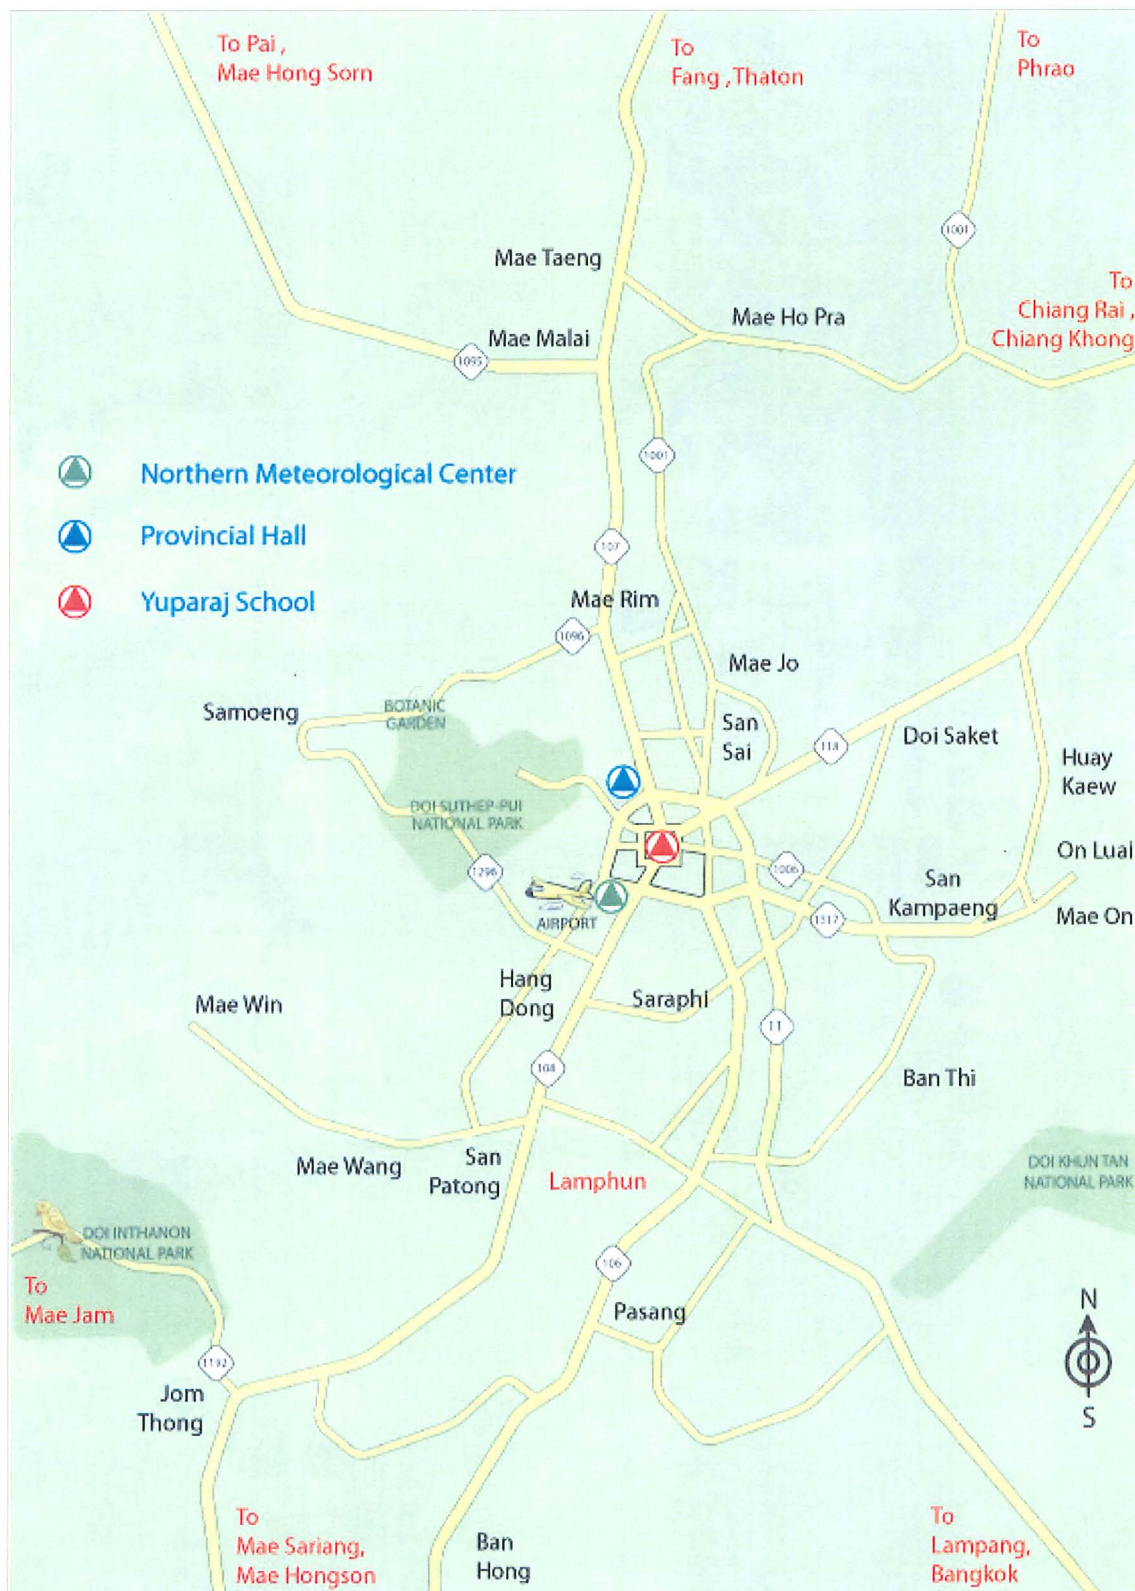 To Pai ,
Mae Hong Sorn
To
Fang ,Thaton
To
Phrao
1001
Mae Taeng
To
Chiang Rai ,
Chiang Khong
Mae Ho Pra
Mae Malai
1095
1001
Northern Meteorological Center
Provincial Hall
107
Yuparaj School
Mae Rim
1096
Mae Jo
Samoeng
BOTANIC
GARDEN
San
Sai
118
Doi Saket
Huay
Kaew
DOI SUTHEP-PUI
NATIONAL PARK
1296
1006
On Luai
San
Kampaeng
Mae On
1317
AIRPORT
Hang
Dong
Saraphi
Mae Win
11
108
Ban Thi
Mae Wang
San
Patong
Lamphun
DOI KHUN TAN
NATIONAL PARK
DOI INTHANON
NATIONAL PARK
To
Mae Jam
106
Pasang
N
S
1192
Jom
Thong
To
Mae Sariang,
Mae Hongson
Ban
Hong
To
Lampang,
Bangkok